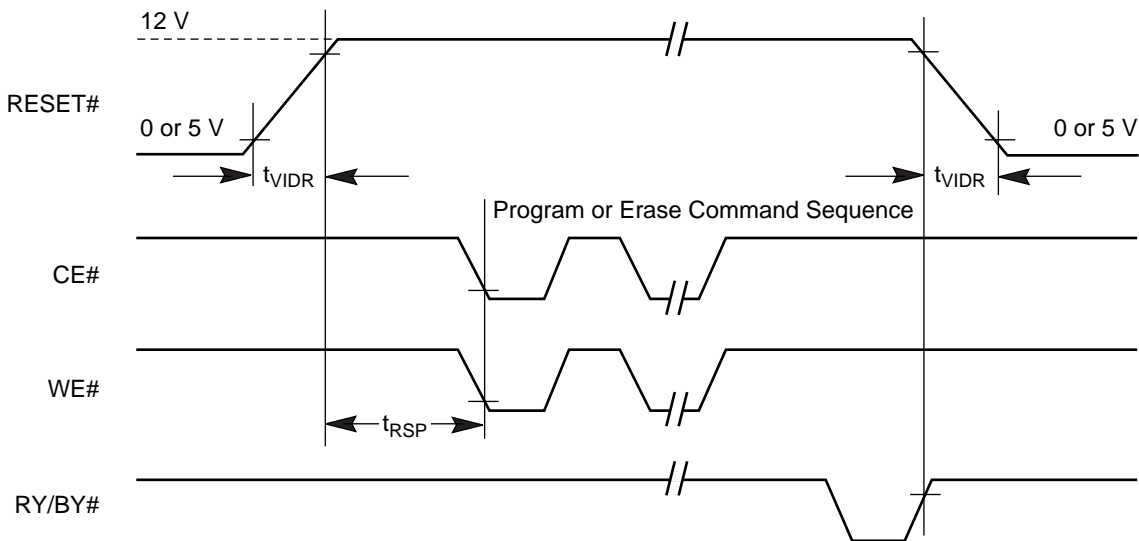 12 V
RESET#
0 or 5 V
0 or 5 V
tVIDR
tVIDR
Program or Erase Command Sequence
CE#
WE#
tRSP
RY/BY#